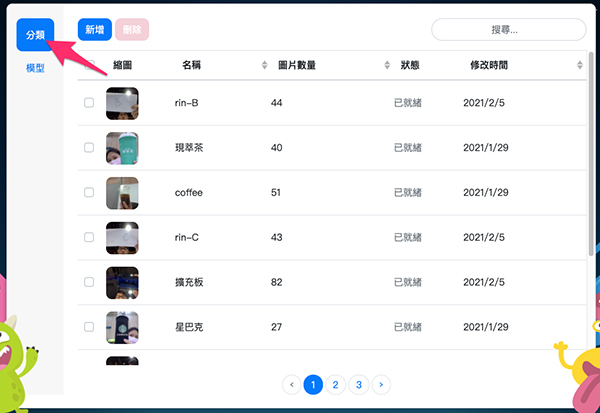 分類
模型
新增 刪除 搜尋...
縮圖 名稱 圖片數量 狀態 修改時間
rin-B 44 已就緒 2021/2/5
現萃茶 40 已就緒 2021/1/29
coffee 51 已就緒 2021/1/29
rin-C 43 已就緒 2021/2/5
擴充板 82 已就緒 2021/2/5
星巴克 27 已就緒 2021/1/29
‹ 1 2 3 ›